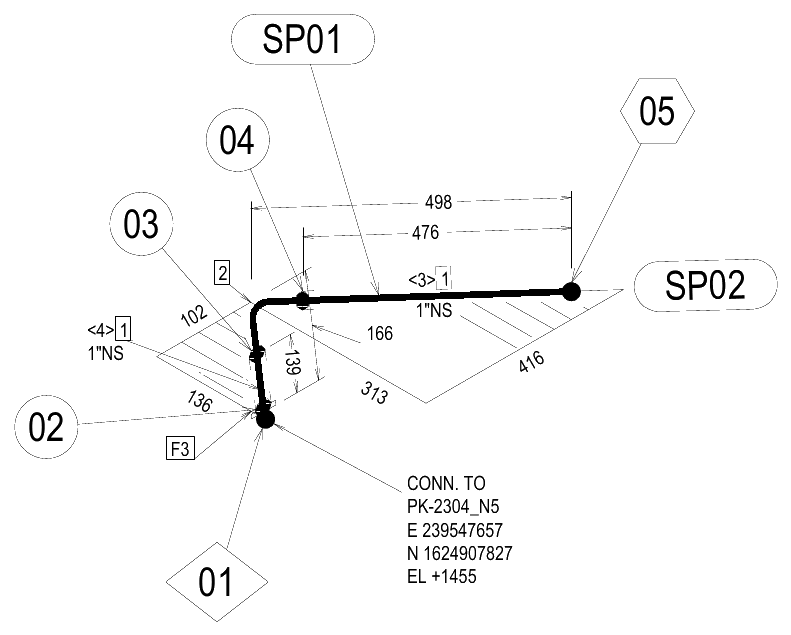 SP01
05
04
498
03
476
2
<3> 1
SP02
1"NS
102
<4> 1
166
1"NS
139
416
136
313
02
F3
CONN. TO
PK-2304_N5
E 239547657
N 1624907827
EL +1455
01